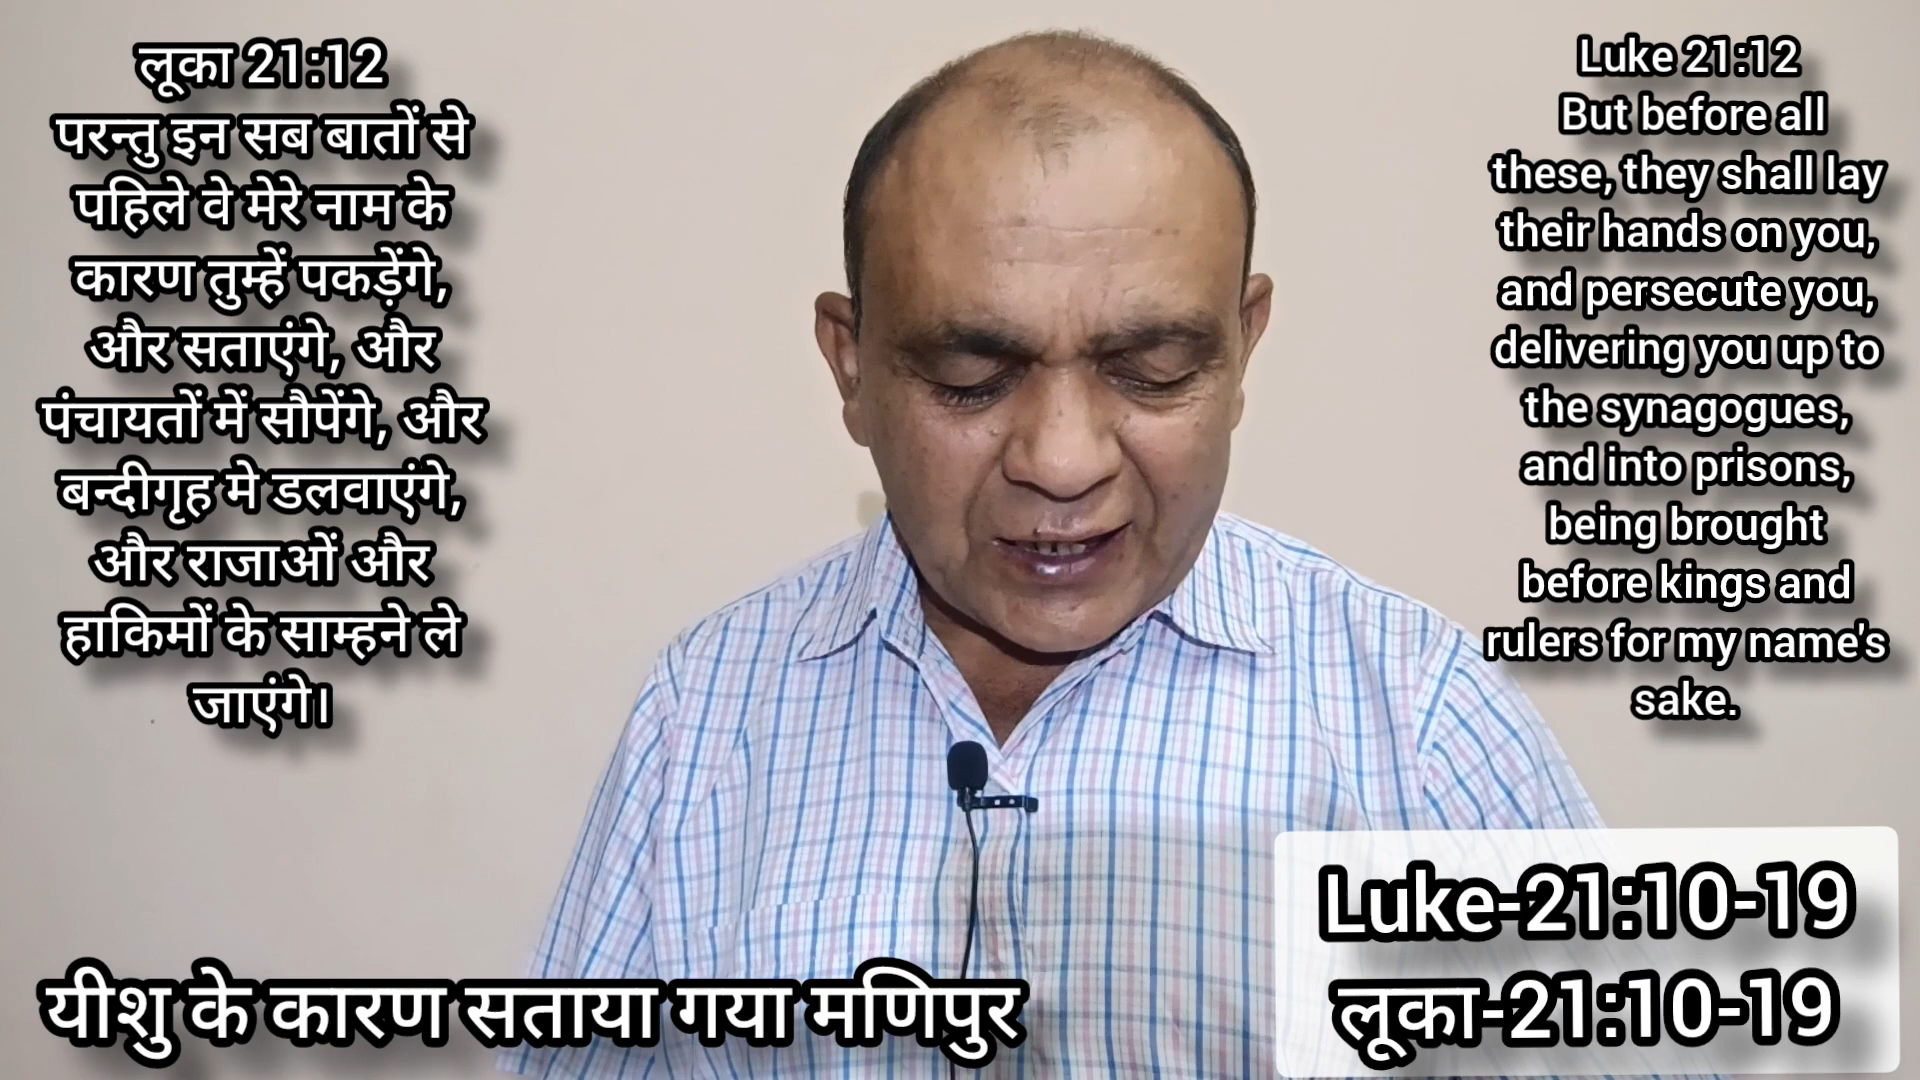 लूका 21:12
परन्तु इन सब बातों से
पहिले वे मेरे नाम के
कारण तुम्हें पकड़ेंगे,
और सताएंगे, और
पंचायतों में सौपेंगे, और
बन्दीगृह मे डलवाएंगे,
और राजाओं और
हाकिमों के साम्हने ले
जाएंगे।
Luke 21:12
But before all
these, they shall lay
their hands on you,
and persecute you,
delivering you up to
the synagogues,
and into prisons,
being brought
before kings and
rulers for my name's
sake.
यीशु के कारण सताया गया मणिपुर
Luke-21:10-19
लूका-21:10-19